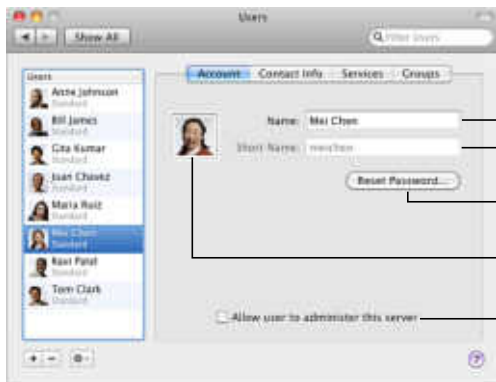 Users
Show All
Filter Users
Users
Anne Johnson
Standard
Bill James
Standard
Gita Kumar
Standard
Juan Chavez
Standard
Maria Ruiz
Standard
Mei Chen
Standard
Ravi Patel
Standard
Tom Clark
Standard
Account Contact Info Services Groups
Name: Mei Chen
Short Name: meichen
Reset Password...
Allow user to administer this server